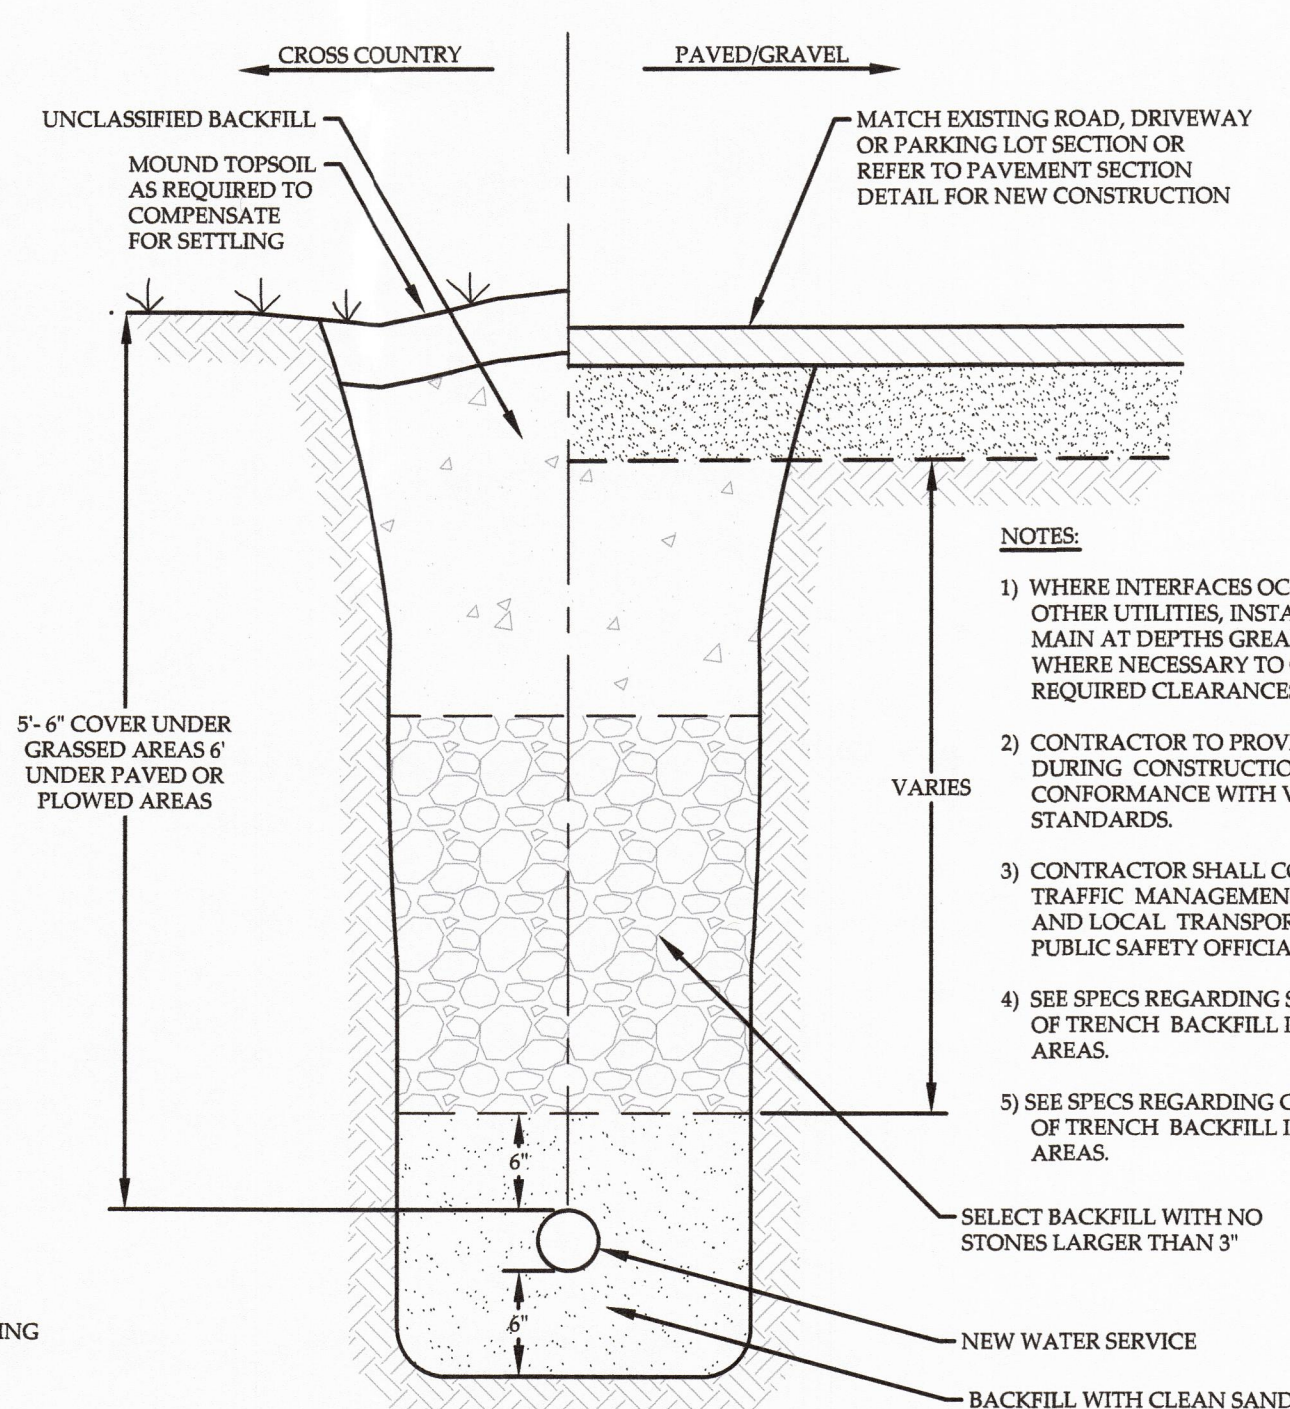 CROSS COUNTRY
PAVED/GRAVEL
UNCLASSIFIED BACKFILL
MOUND TOPSOIL
AS REQUIRED TO
COMPENSATE
FOR SETTLING
MATCH EXISTING ROAD, DRIVEWAY
OR PARKING LOT SECTION OR
REFER TO PAVEMENT SECTION
DETAIL FOR NEW CONSTRUCTION
5'- 6" COVER UNDER
GRASSED AREAS 6'
UNDER PAVED OR
PLOWED AREAS
VARIES
NOTES:
1) WHERE INTERFACES OC
OTHER UTILITIES, INSTA
MAIN AT DEPTHS GREA
WHERE NECESSARY TO
REQUIRED CLEARANCES
2) CONTRACTOR TO PROV
DURING CONSTRUCTIO
CONFORMANCE WITH V
STANDARDS.
3) CONTRACTOR SHALL CO
TRAFFIC MANAGEMEN
AND LOCAL TRANSPOR
PUBLIC SAFETY OFFICIA
4) SEE SPECS REGARDING S
OF TRENCH BACKFILL I
AREAS.
5) SEE SPECS REGARDING C
OF TRENCH BACKFILL I
AREAS.
6"
SELECT BACKFILL WITH NO
STONES LARGER THAN 3"
6"
ING
NEW WATER SERVICE
BACKFILL WITH CLEAN SAND